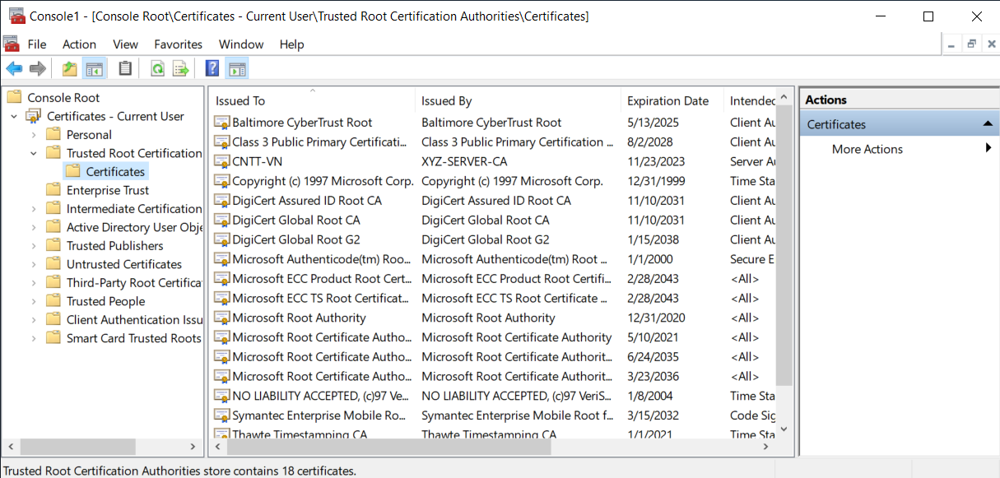 Console1 - [Console Root\Certificates - Current User\Trusted Root Certification Authorities\Certificates]
File Action View Favorites Window Help
Console Root
Certificates - Current User
Personal
Trusted Root Certification
Certificates
Enterprise Trust
Intermediate Certification
Active Directory User Obje
Trusted Publishers
Untrusted Certificates
Third-Party Root Certifica
Trusted People
Client Authentication Issu
Smart Card Trusted Roots
Issued To Issued By Expiration Date Intended
Baltimore CyberTrust Root Baltimore CyberTrust Root 5/13/2025 Client Au
Class 3 Public Primary Certificati... Class 3 Public Primary Certification ... 8/2/2028 Client Au
CNTT-VN XYZ-SERVER-CA 11/23/2023 Server Au
Copyright (c) 1997 Microsoft Corp. Copyright (c) 1997 Microsoft Corp. 12/31/1999 Time Sta
DigiCert Assured ID Root CA DigiCert Assured ID Root CA 11/10/2031 Client Au
DigiCert Global Root CA DigiCert Global Root CA 11/10/2031 Client Au
DigiCert Global Root G2 DigiCert Global Root G2 1/15/2038 Client Au
Microsoft Authenticode(tm) Roo... Microsoft Authenticode(tm) Root ... 1/1/2000 Secure E
Microsoft ECC Product Root Cert... Microsoft ECC Product Root Certifi... 2/28/2043 <All>
Microsoft ECC TS Root Certificat... Microsoft ECC TS Root Certificate ... 2/28/2043 <All>
Microsoft Root Authority Microsoft Root Authority 12/31/2020 <All>
Microsoft Root Certificate Autho... Microsoft Root Certificate Authority 5/10/2021 <All>
Microsoft Root Certificate Autho... Microsoft Root Certificate Authorit... 6/24/2035 <All>
Microsoft Root Certificate Autho... Microsoft Root Certificate Authorit... 3/23/2036 <All>
NO LIABILITY ACCEPTED, (c)97 Ve... NO LIABILITY ACCEPTED, (c)97 VeriS... 1/8/2004 Time Sta
Symantec Enterprise Mobile Ro... Symantec Enterprise Mobile Root f... 3/15/2032 Code Sig
Thawte Timestamping CA Thawte Timestamping CA 1/1/2021 Time Sta
Actions
Certificates
More Actions
Trusted Root Certification Authorities store contains 18 certificates.